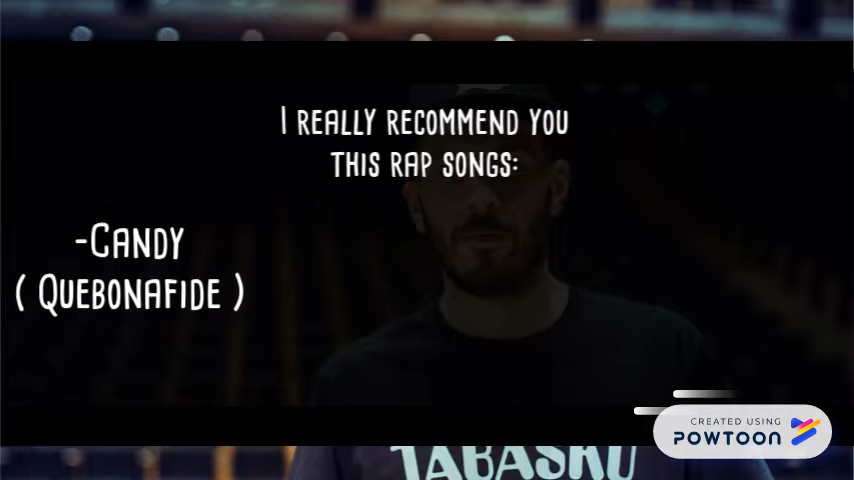 I REALLY RECOMMEND YOU
THIS RAP SONGS:
-CANDY
( QUEBONAFIDE )
CREATED USING
POWTOON
TABASKO